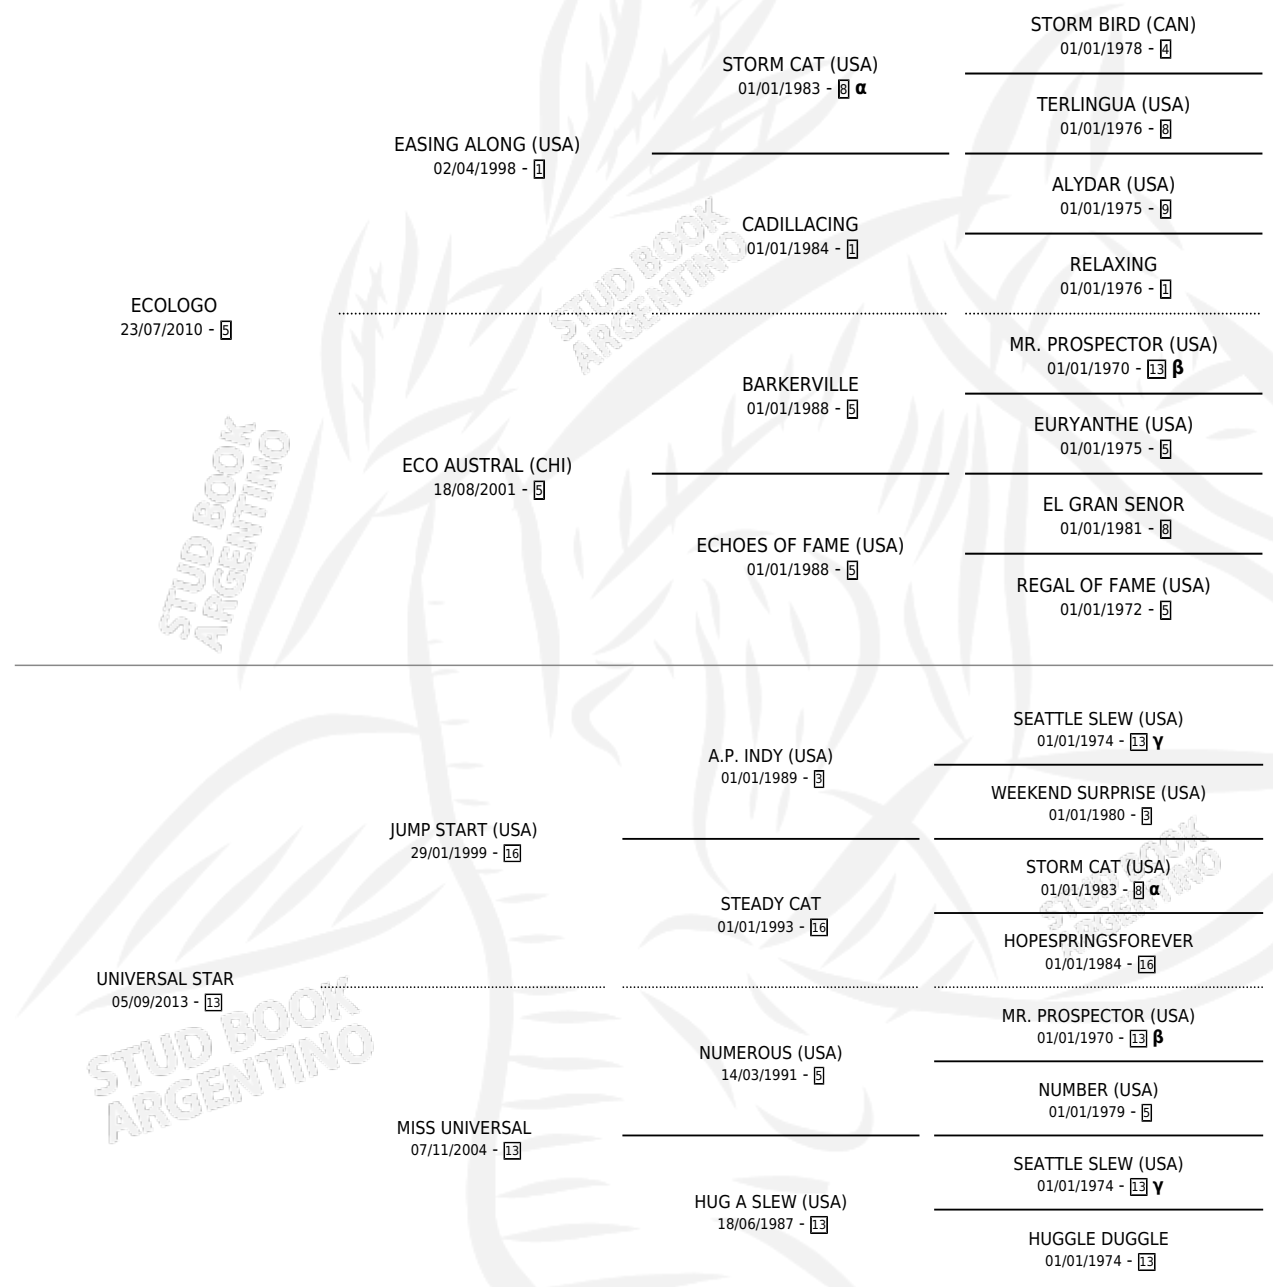 STORM BIRD (CAN)
01/01/1978 - 4
STORM CAT (USA)
01/01/1983 - 8 α
TERLINGUA (USA)
01/01/1976 - 8
EASING ALONG (USA)
02/04/1998 - 1
ALYDAR (USA)
01/01/1975 - 9
CADILLACING
01/01/1984 - 1
RELAXING
01/01/1976 - 1
ECOLOGO
23/07/2010 - 5
MR. PROSPECTOR (USA)
01/01/1970 - 13 β
BARKERVILLE
01/01/1988 - 5
EURYANTHE (USA)
01/01/1975 - 5
ECO AUSTRAL (CHI)
18/08/2001 - 5
EL GRAN SENOR
01/01/1981 - 8
ECHOES OF FAME (USA)
01/01/1988 - 5
REGAL OF FAME (USA)
01/01/1972 - 5
STUD BOOK
ARGENTINO
STUD BOOK
ARGENTINO
SEATTLE SLEW (USA)
01/01/1974 - 13 γ
A.P. INDY (USA)
01/01/1989 - 3
WEEKEND SURPRISE (USA)
01/01/1980 - 3
JUMP START (USA)
29/01/1999 - 16
STORM CAT (USA)
01/01/1983 - 8 α
STEADY CAT
01/01/1993 - 16
HOPESPRINGSFOREVER
01/01/1984 - 16
UNIVERSAL STAR
05/09/2013 - 13
MR. PROSPECTOR (USA)
01/01/1970 - 13 β
NUMEROUS (USA)
14/03/1991 - 5
NUMBER (USA)
01/01/1979 - 5
MISS UNIVERSAL
07/11/2004 - 13
SEATTLE SLEW (USA)
01/01/1974 - 13 γ
HUG A SLEW (USA)
18/06/1987 - 13
HUGGLE DUGGLE
01/01/1974 - 13
STUD BOOK
ARGENTINO
STUD BOOK
ARGENTINO